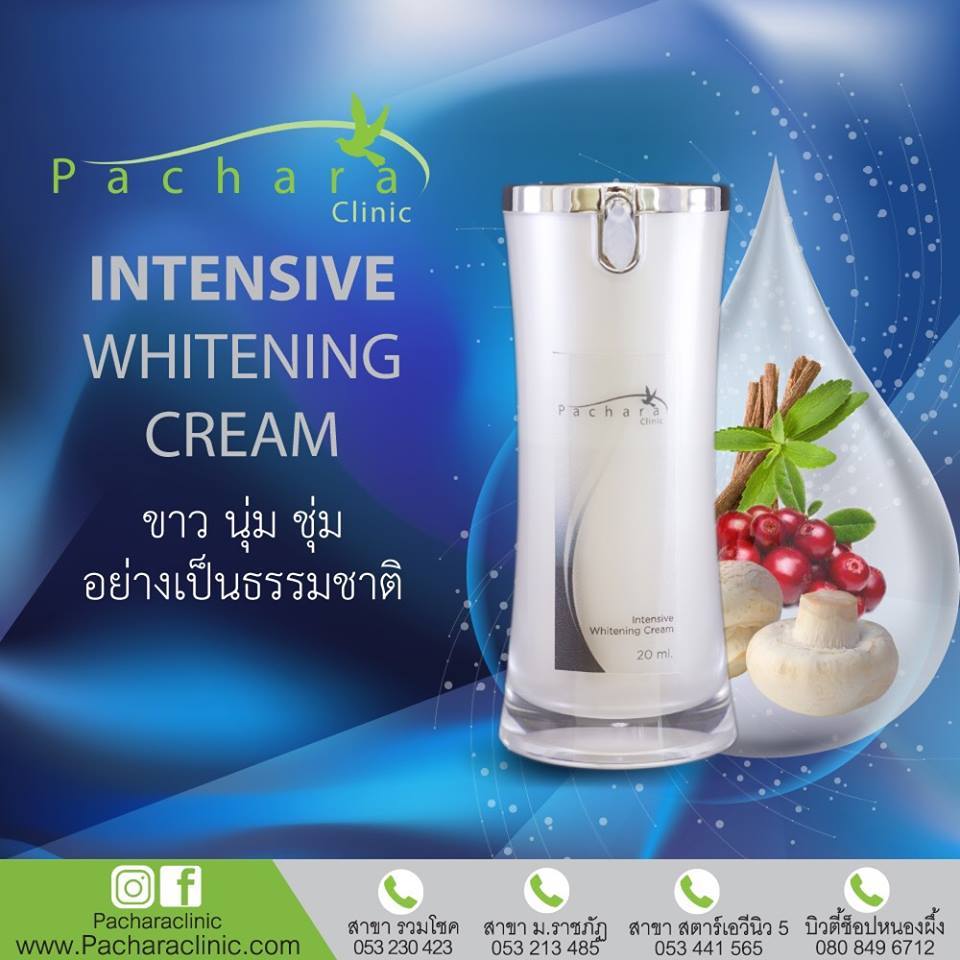 Pachara
Clinic
INTENSIVE
WHITENING
CREAM
ขาว นุ่ม ชุ่ม
อย่างเป็นธรรมชาติ
Pachara
Clinic
Intensive
Whitening Cream
20 ml.
Pacharaclinic
www.Pacharaclinic.com
สาขา รวมโชค
053 230 423
สาขา ม.ราชภัฏ
053 213 485
สาขา สตาร์เอวีนิว 5
053 441 565
บิวตี้ช็อปหนองผึ้ง
080 849 6712